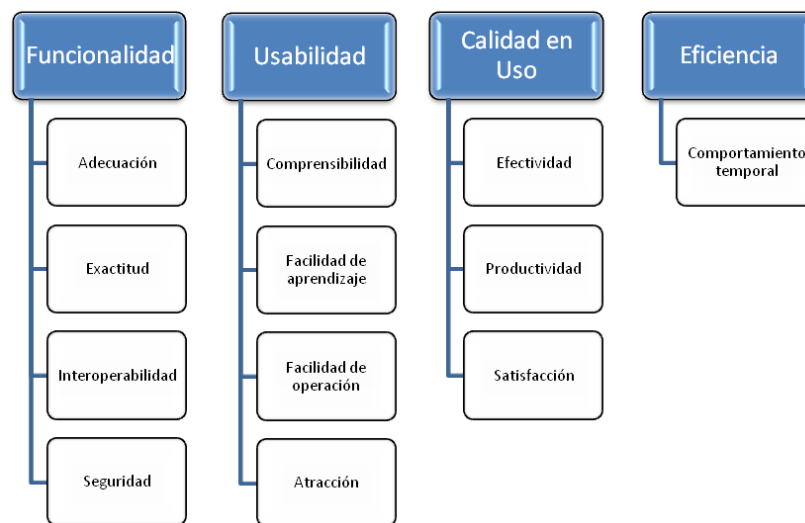 Funcionalidad
Adecuación
Exactitud
Interoperabilidad
Seguridad
Usabilidad
Comprensibilidad
Facilidad de
aprendizaje
Facilidad de
operación
Atracción
Calidad en
Uso
Efectividad
Productividad
Satisfacción
Eficiencia
Comportamiento
temporal